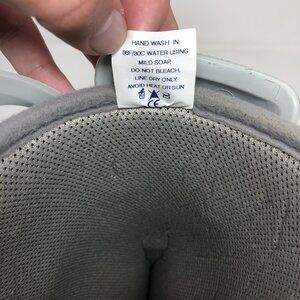 HAND WASH IN
86F/30C WATER USING
MILD SOAP,
DO NOT BLEACH,
LINE DRY ONLY.
AVOID HEAT OR SUN
CE